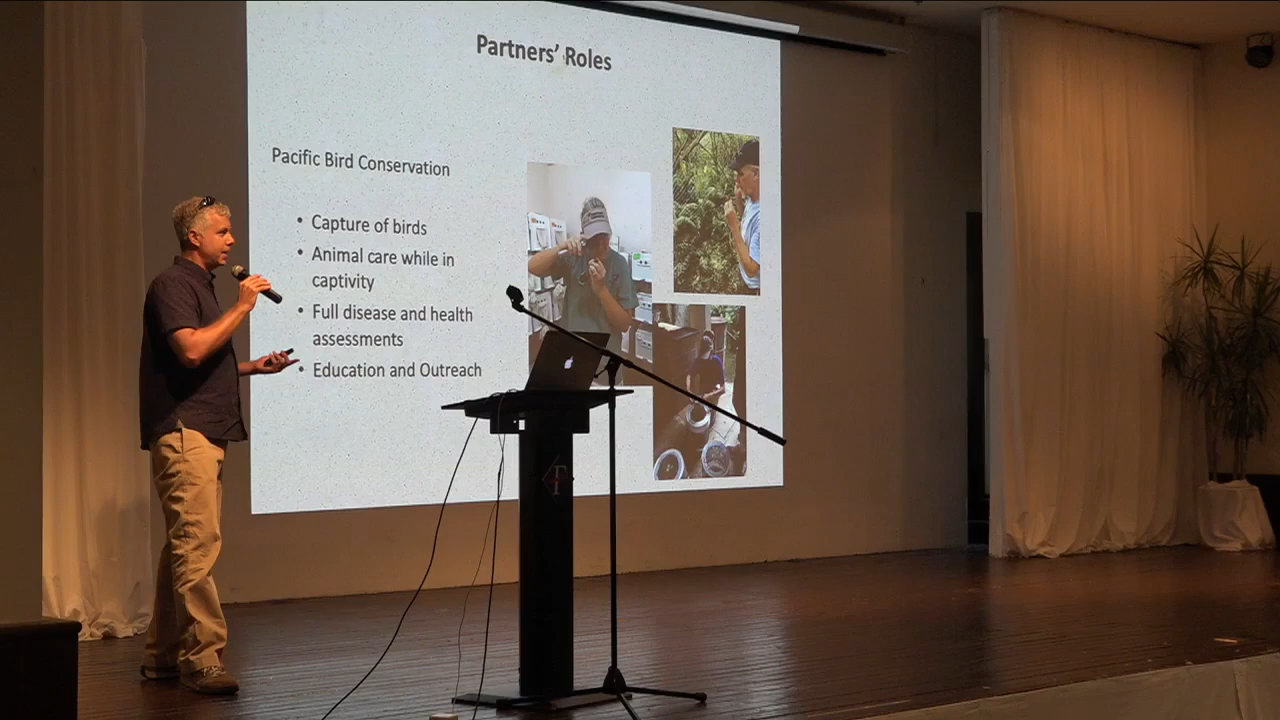 Partners' Roles
Pacific Bird Conservation
• Capture of birds
• Animal care while in
captivity
• Full disease and health
assessments
• Education and Outreach